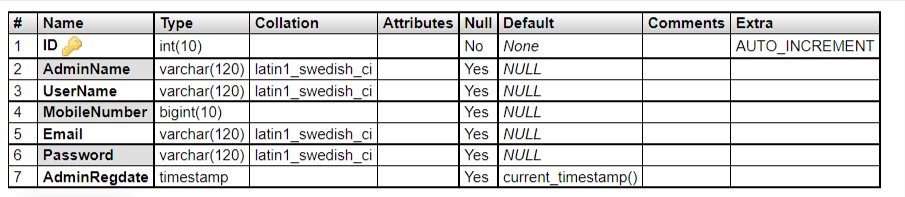 # Name Type Collation Attributes Null Default Comments Extra
1 ID int(10) No None AUTO_INCREMENT
2 AdminName varchar(120) latin1_swedish_ci Yes NULL
3 UserName varchar(120) latin1_swedish_ci Yes NULL
4 MobileNumber bigint(10) Yes NULL
5 Email varchar(120) latin1_swedish_ci Yes NULL
6 Password varchar(120) latin1_swedish_ci Yes NULL
7 AdminRegdate timestamp Yes current_timestamp()